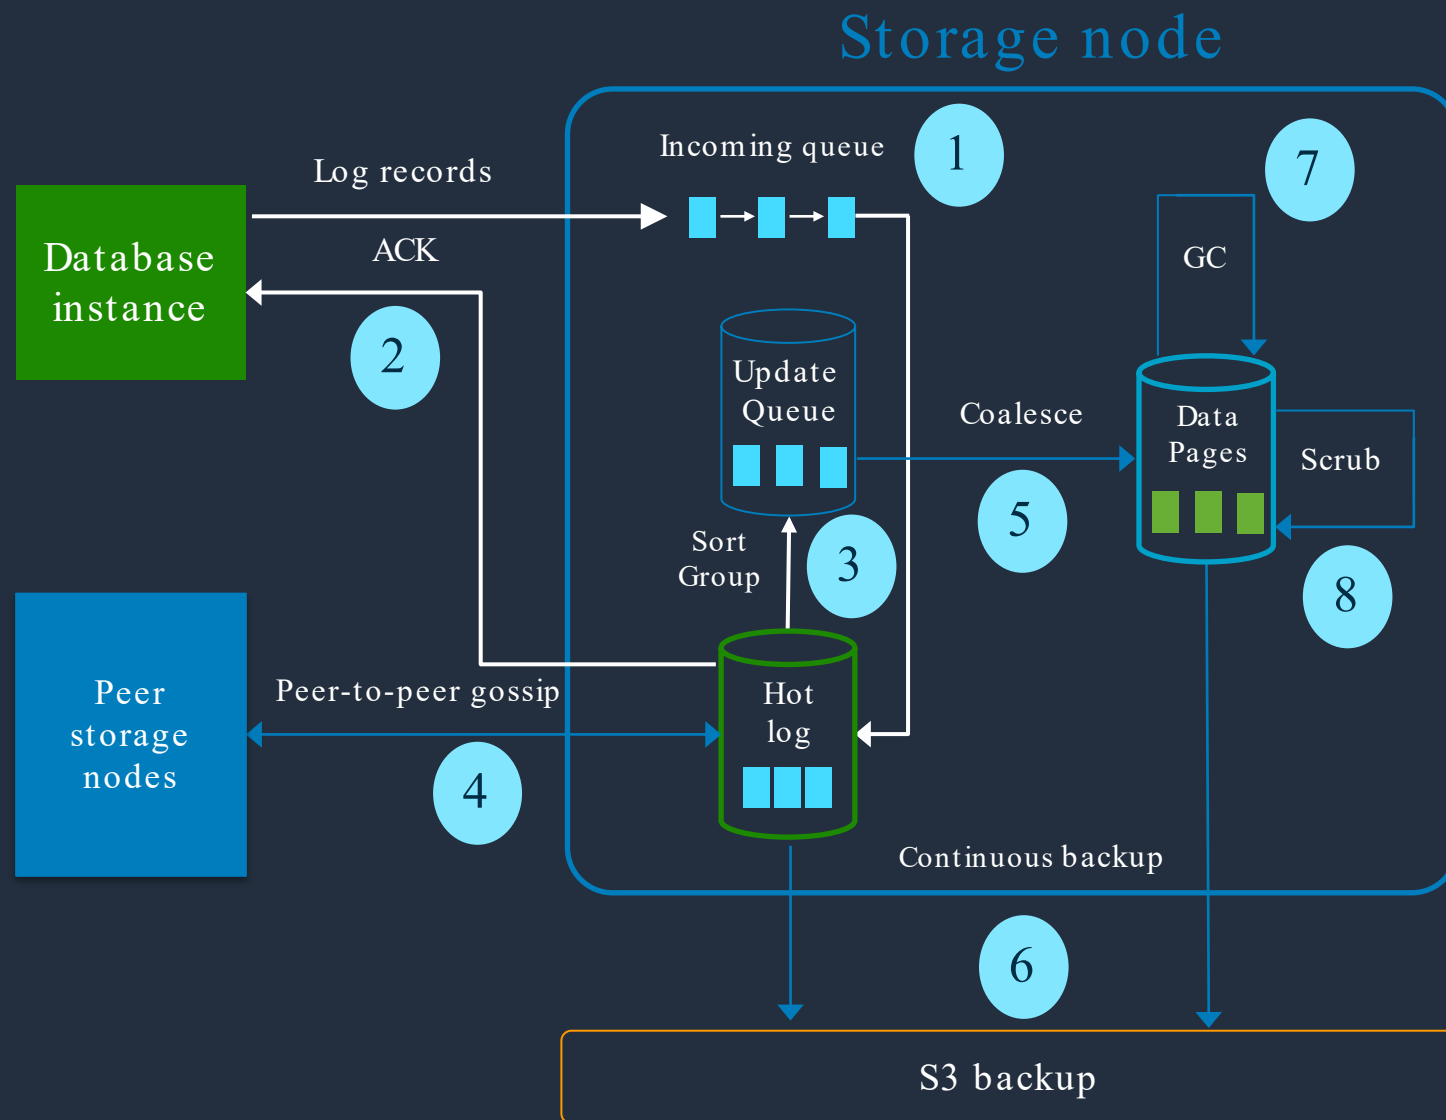 Storage node
Incoming queue
1
7
Log records
Database
instance
ACK
GC
2
Update
Queue
Coalesce
Data
Pages
Scrub
5
Sort
Group
3
8
Peer
storage
nodes
Peer-to-peer gossip
Hot
log
4
Continuous backup
6
S3 backup